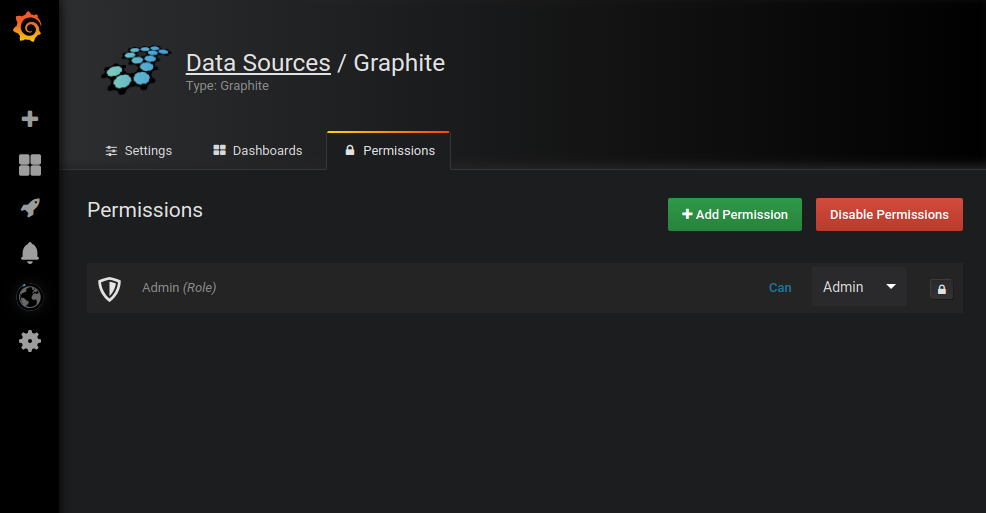 Data Sources / Graphite
Type: Graphite
Settings Dashboards Permissions
Permissions
Add Permission Disable Permissions
Admin (Role) Can Admin